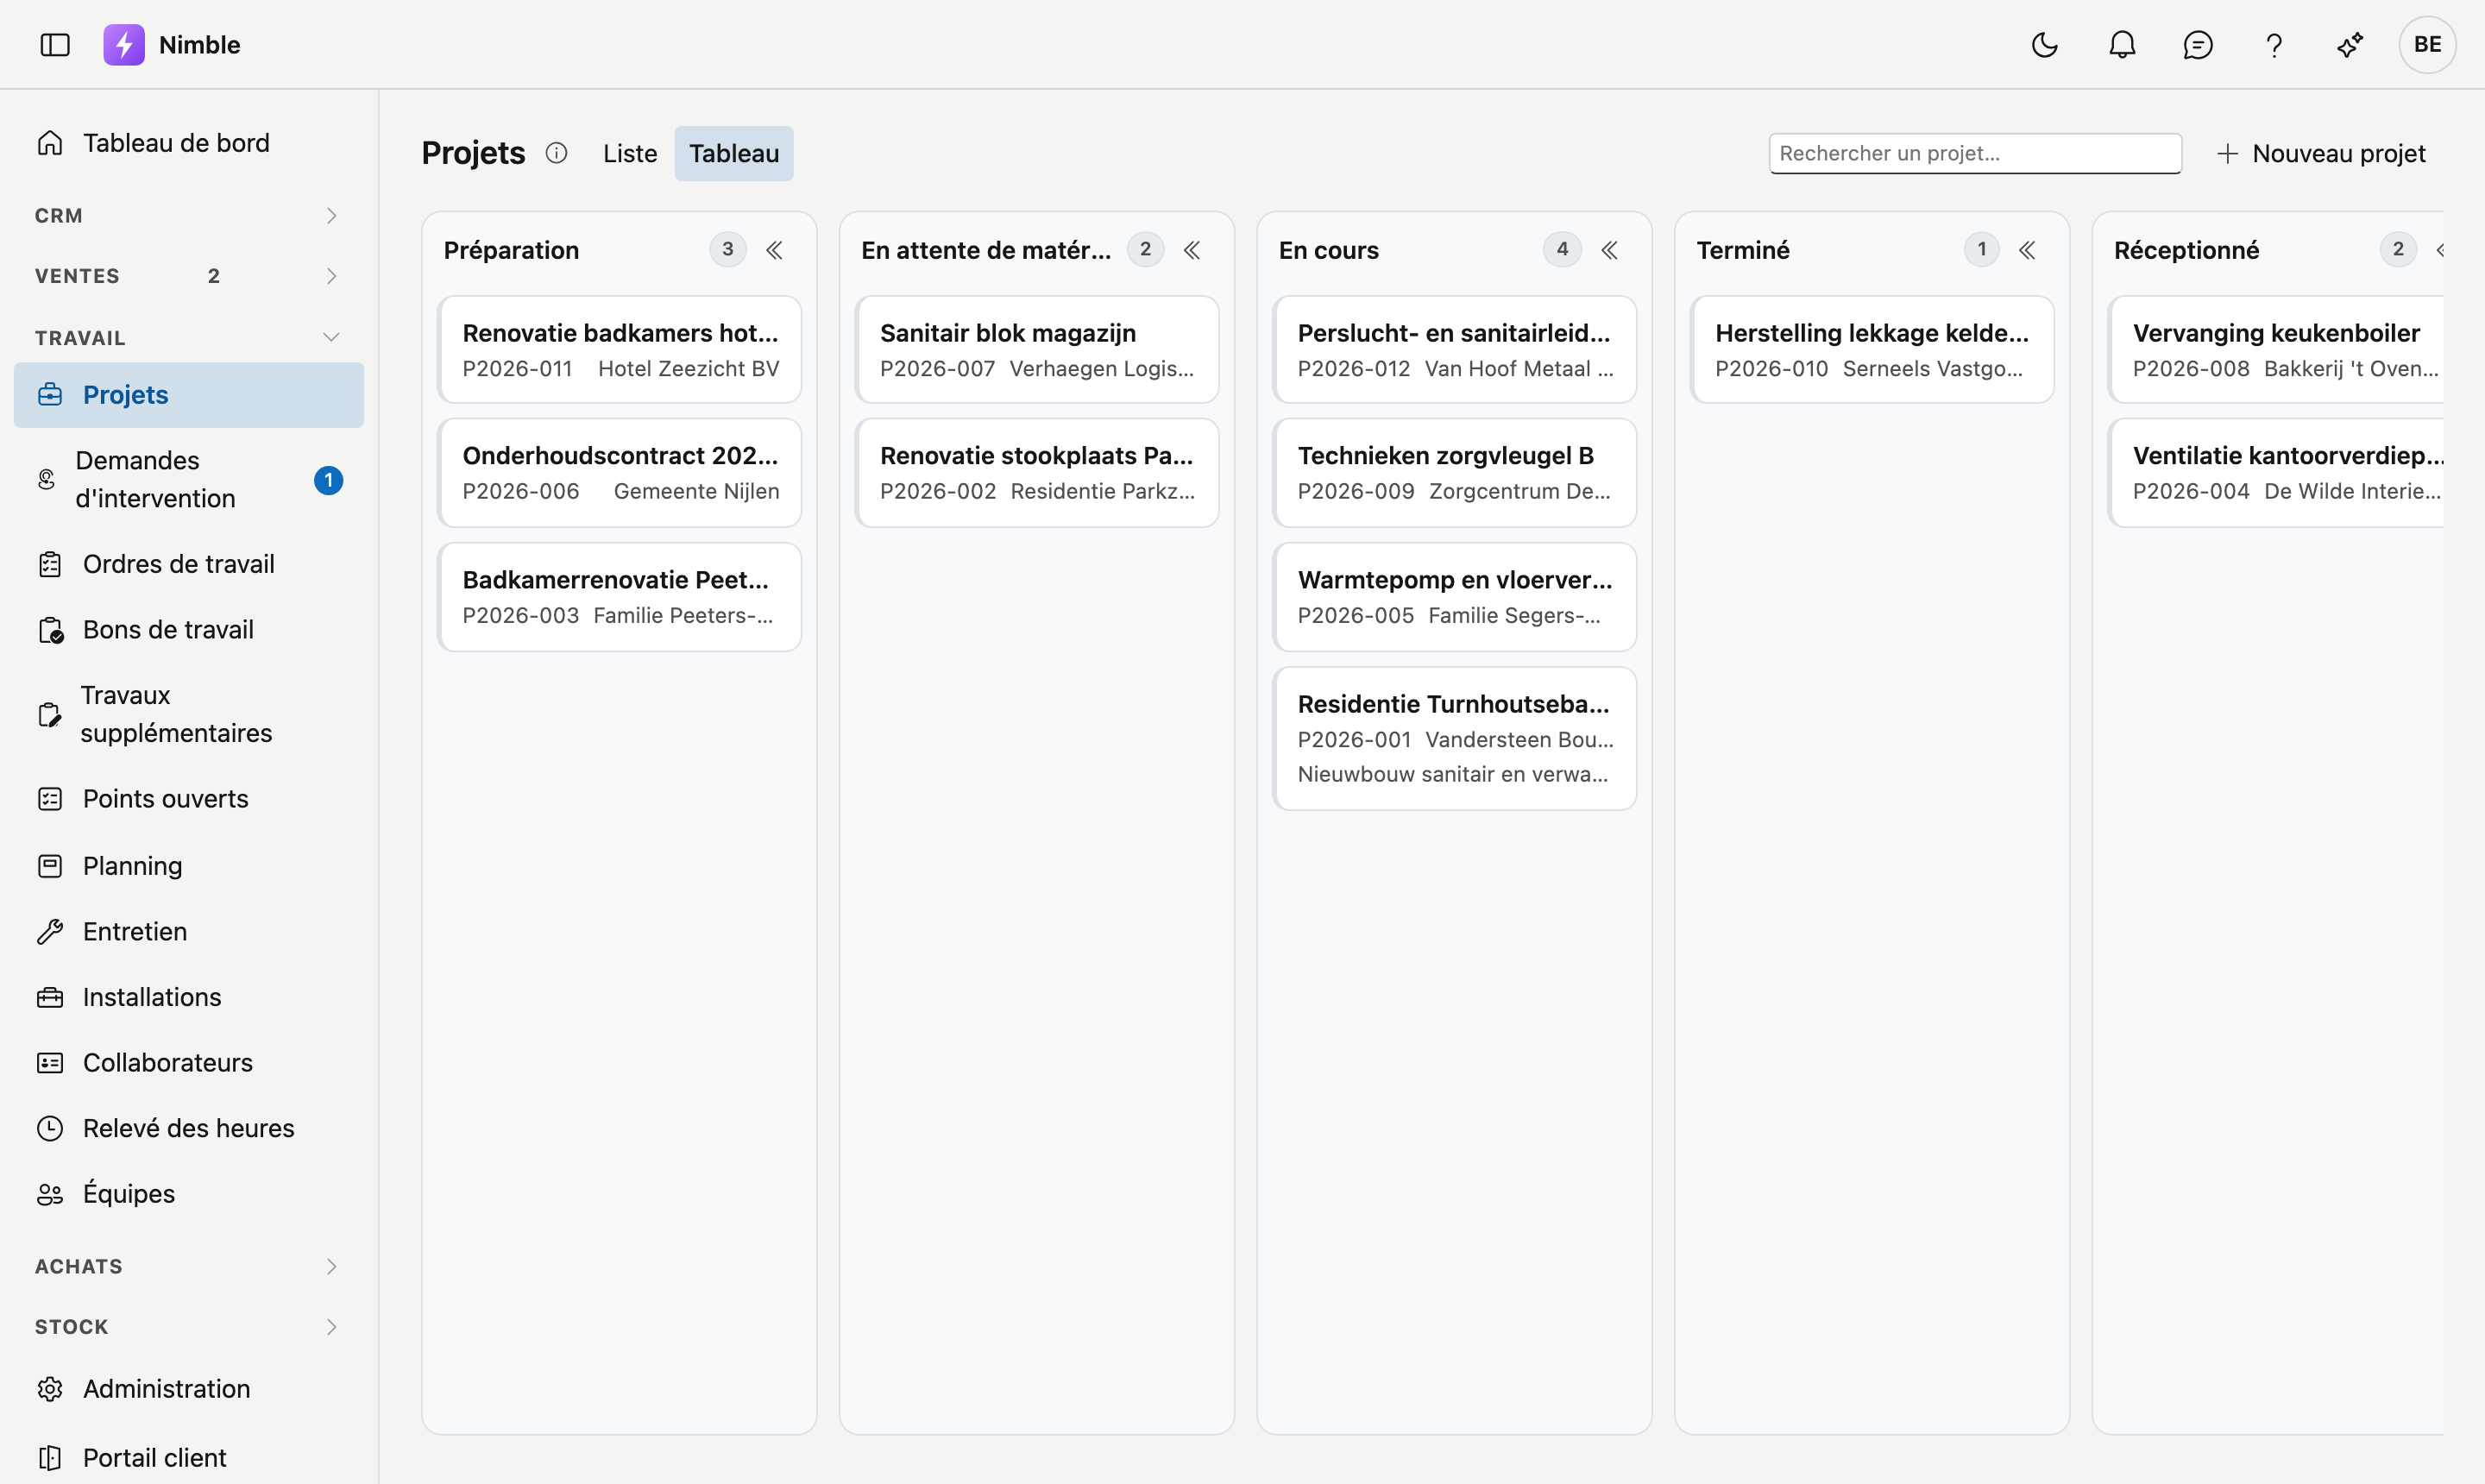 Nimble
BE
Tableau de bord
CRM
VENTES 2
TRAVAIL
Projets
Demandes
d'intervention
1
Ordres de travail
Bons de travail
Travaux
supplémentaires
Points ouverts
Planning
Entretien
Installations
Collaborateurs
Relevé des heures
Équipes
ACHATS
STOCK
Administration
Portail client
Projets
Liste
Tableau
Rechercher un projet...
Nouveau projet
Préparation 3
Renovatie badkamers hot...
P2026-011 Hotel Zeezicht BV
Onderhoudscontract 202...
P2026-006 Gemeente Nijlen
Badkamerrenovatie Peet...
P2026-003 Familie Peeters-...
En attente de matér... 2
Sanitair blok magazijn
P2026-007 Verhaegen Logis...
Renovatie stookplaats Pa...
P2026-002 Residentie Parkz...
En cours 4
Perslucht- en sanitairleid...
P2026-012 Van Hoof Metaal ...
Technieken zorgvleugel B
P2026-009 Zorgcentrum De...
Warmtepomp en vloerver...
P2026-005 Familie Segers-...
Residentie Turnhoutseba...
P2026-001 Vandersteen Bou...
Nieuwbouw sanitair en verwa...
Terminé 1
Herstelling lekkage kelde...
P2026-010 Serneels Vastgo...
Réceptionné 2
Vervanging keukenboiler
P2026-008 Bakkerij 't Oven...
Ventilatie kantoorverdiep...
P2026-004 De Wilde Interie...